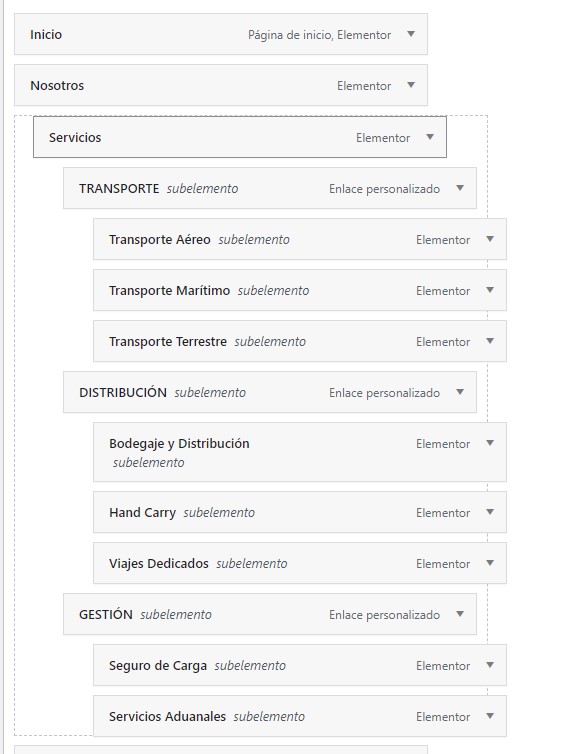 Inicio Página de inicio, Elementor
Nosotros Elementor
Servicios Elementor
TRANSPORTE subelemento Enlace personalizado
Transporte Aéreo subelemento Elementor
Transporte Marítimo subelemento Elementor
Transporte Terrestre subelemento Elementor
DISTRIBUCIÓN subelemento Enlace personalizado
Bodegaje y Distribución Elementor
subelemento
Hand Carry subelemento Elementor
Viajes Dedicados subelemento Elementor
GESTIÓN subelemento Enlace personalizado
Seguro de Carga subelemento Elementor
Servicios Aduanales subelemento Elementor